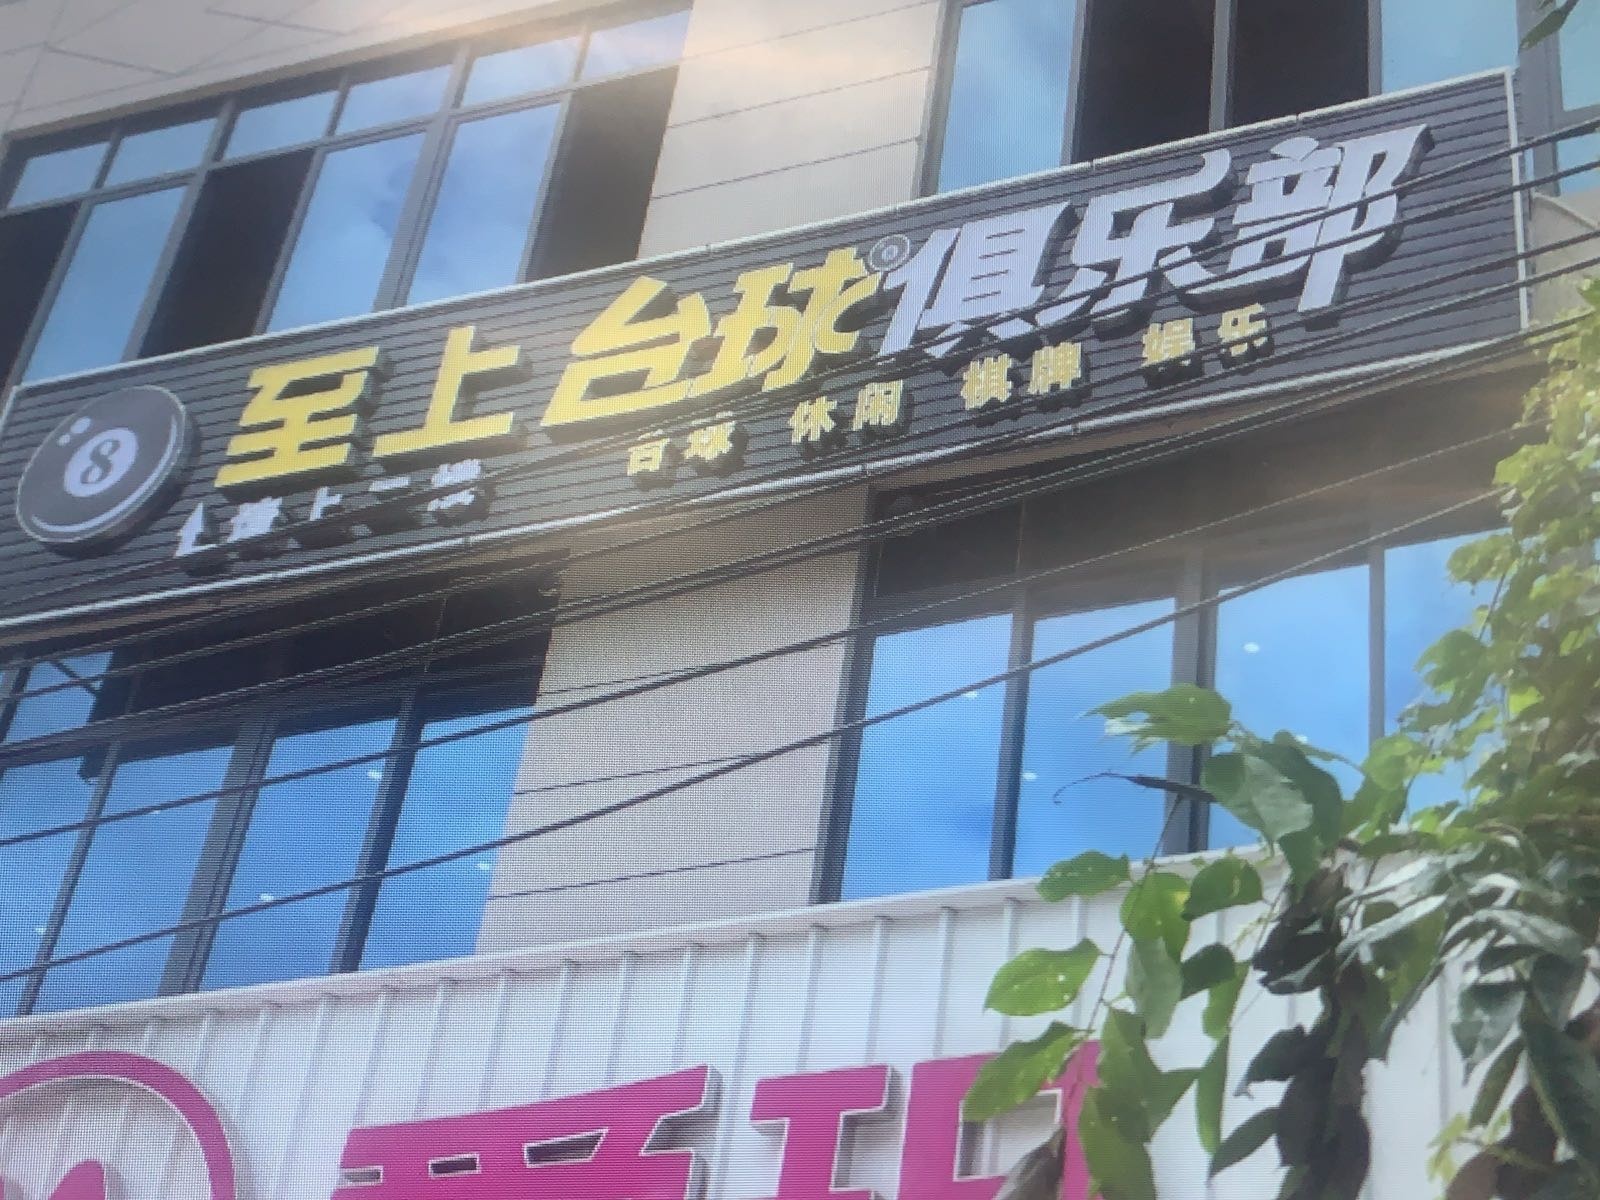 8
至上台球俱乐部
请上二楼
台球 休闲 棋牌 娱乐